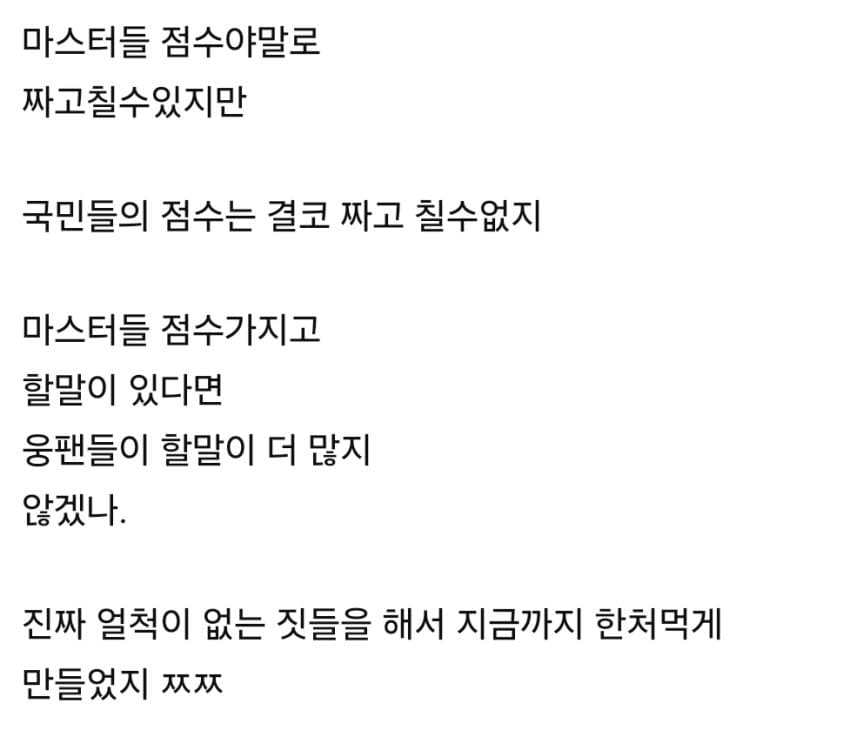 마스터들 점수야말로
짜고칠수있지만
국민들의 점수는 결코 짜고 칠수없지
마스터들 점수가지고
할말이 있다면
웅팬들이 할말이 더 많지
않겠나.
진짜 얼척이 없는 짓들을 해서 지금까지 한처먹게
만들었지 ㅉㅉ